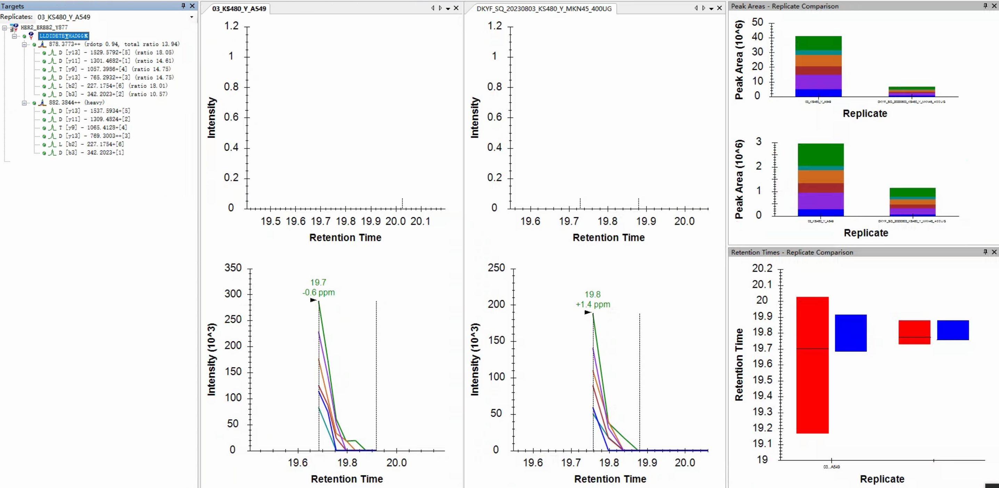 Targets
Replicates: 03_KS480_Y_A549
HER2_ERBB2_Y877
LLDIDETEYHADGGK
878.3773++ (rdotp 0.94, total ratio 13.94)
D [y13] - 1529.5792+[5] (ratio 18.05)
D [y11] - 1301.4682+[1] (ratio 14.61)
T [y9] - 1057.3986+[4] (ratio 14.75)
D [y13] - 765.2932++[3] (ratio 14.75)
L [b2] - 227.1754+[6] (ratio 18.01)
D [b3] - 342.2023+[2] (ratio 10.57)
882.3844++ (heavy)
D [y13] - 1537.5934+[5]
D [y11] - 1309.4824+[2]
T [y9] - 1065.4128+[4]
D [y13] - 769.3003++[3]
L [b2] - 227.1754+[6]
D [b3] - 342.2023+[1]
03_KS480_Y_A549
1.2
1
0.8
0.6
0.4
0.2
0
Intensity
19.5 19.6 19.7 19.8 19.9 20.0 20.1
Retention Time
350
300
250
200
150
100
50
0
Intensity (10^3)
19.7
-0.6 ppm
19.6 19.8 20.0
Retention Time
DKYF_SQ_20230803_KS480_Y_MKN45_400UG
1.2
1
0.8
0.6
0.4
0.2
0
Intensity
19.6 19.7 19.8 19.9 20.0
Retention Time
250
200
150
100
50
0
Intensity (10^3)
19.8
+1.4 ppm
19.6 19.7 19.8 19.9 20.0
Retention Time
Peak Areas - Replicate Comparison
50
40
30
20
10
0
Peak Area (10^6)
03_KS480_Y_A549 DKYF_SQ_20230803_KS480_Y_MKN45_400UG
Replicate
3
2
1
0
Peak Area (10^6)
03_KS480_Y_A549 DKYF_SQ_20230803_KS480_Y_MKN45_400UG
Replicate
Retention Times - Replicate Comparison
20.2
20.1
20
19.9
19.8
19.7
19.6
19.5
19.4
19.3
19.2
19.1
19
Retention Time
03...A549
Replicate